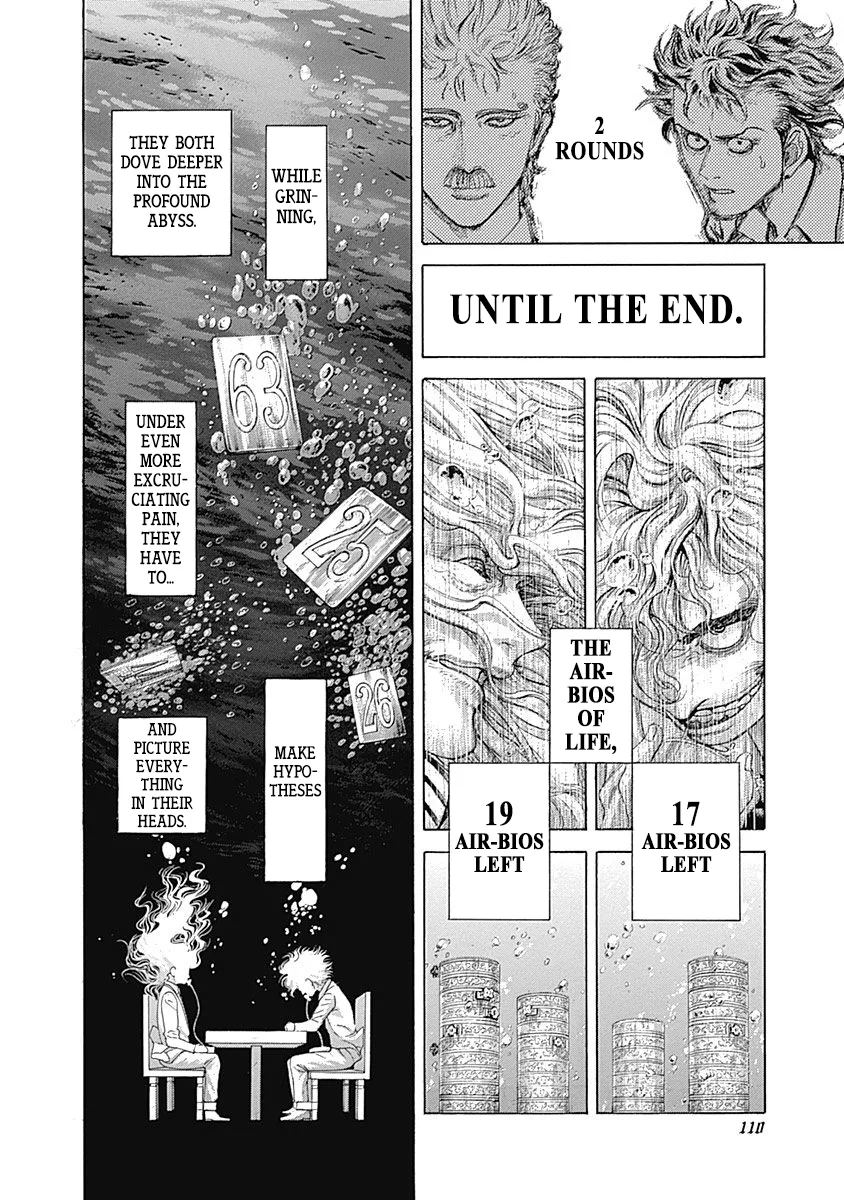 2
ROUNDS
UNTIL THE END.
THE
AIR-
BIOS
OF
LIFE,
17
AIR-BIOS
LEFT
19
AIR-BIOS
LEFT
WHILE
GRIN-
NING,
THEY BOTH
DOVE DEEPER
INTO THE
PROFOUND
ABYSS.
63
25
26
UNDER
EVEN
MORE
EXCRU-
CIATING
PAIN,
THEY
HAVE
TO...
MAKE
HYPO-
THESES
AND
PICTURE
EVERY-
THING
IN THEIR
HEADS.
110